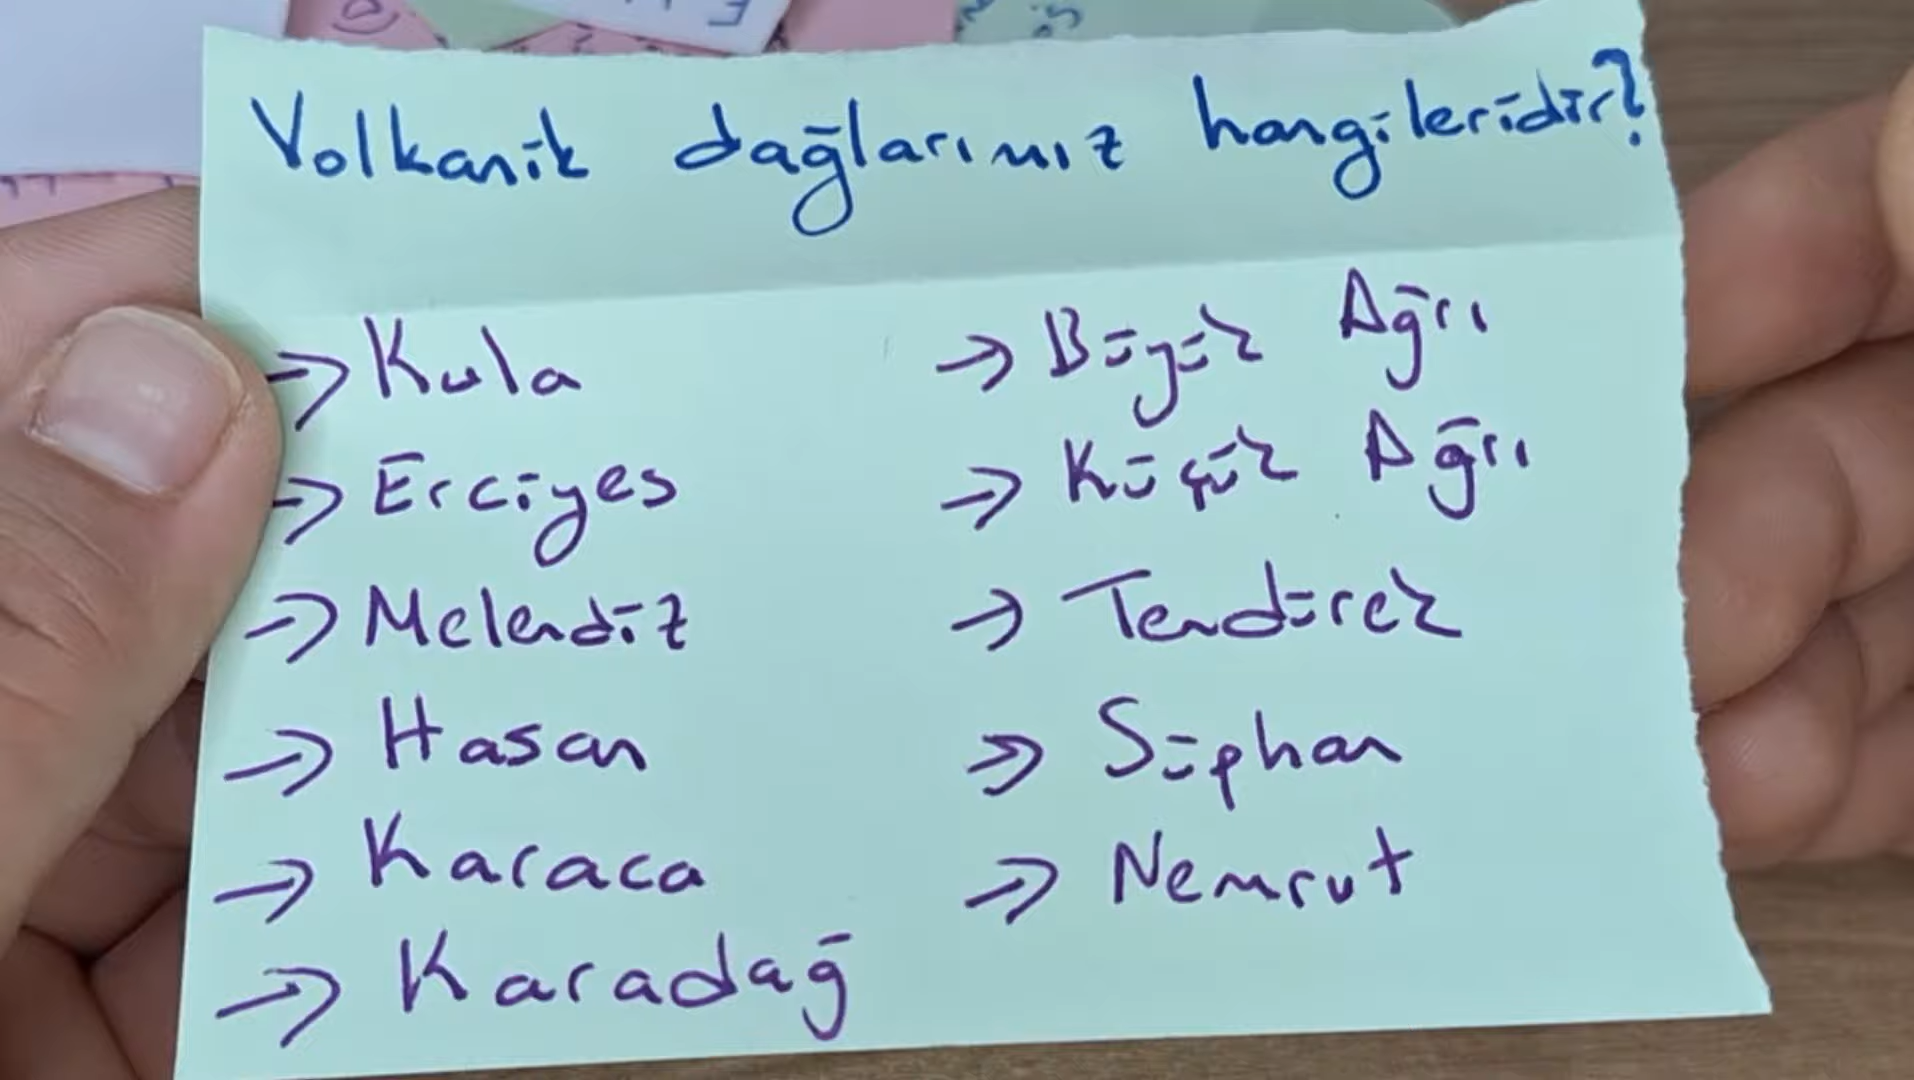 Volkanik dağlarımız hangileridir?
→ Kula
→ Erciyes
→ Melendiz
→ Hasan
→ Karaca
→ Karadağ
→ Büyük Ağrı
→ Küçük Ağrı
→ Tendürek
→ Süphan
→ Nemrut